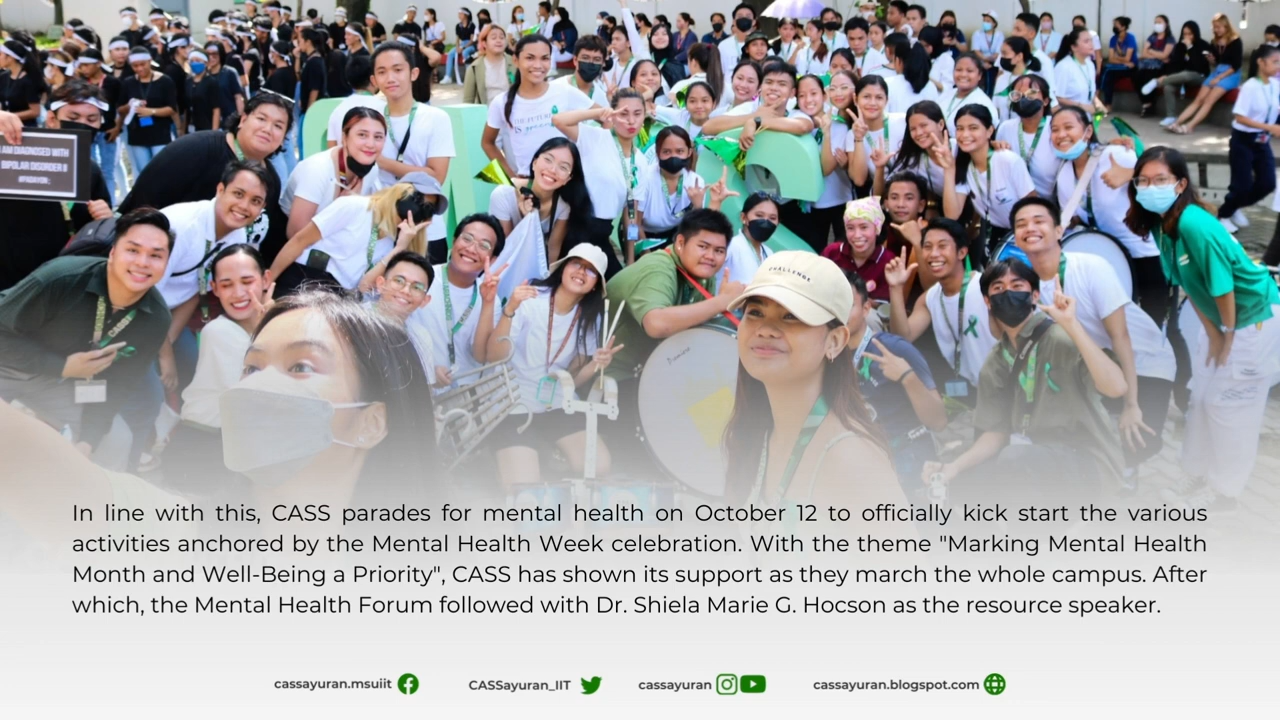 I AM DIAGNOSED WITH
BIPOLAR DISORDER II
THE FUTURE
CHALLENGE
In line with this, CASS parades for mental health on October 12 to officially kick start the various
activities anchored by the Mental Health Week celebration. With the theme "Marking Mental Health
Month and Well-Being a Priority", CASS has shown its support as they march the whole campus. After
which, the Mental Health Forum followed with Dr. Shiela Marie G. Hocson as the resource speaker.
cassayuran.msuiit
CASSayuran_IIT
cassayuran
cassayuran.blogspot.com